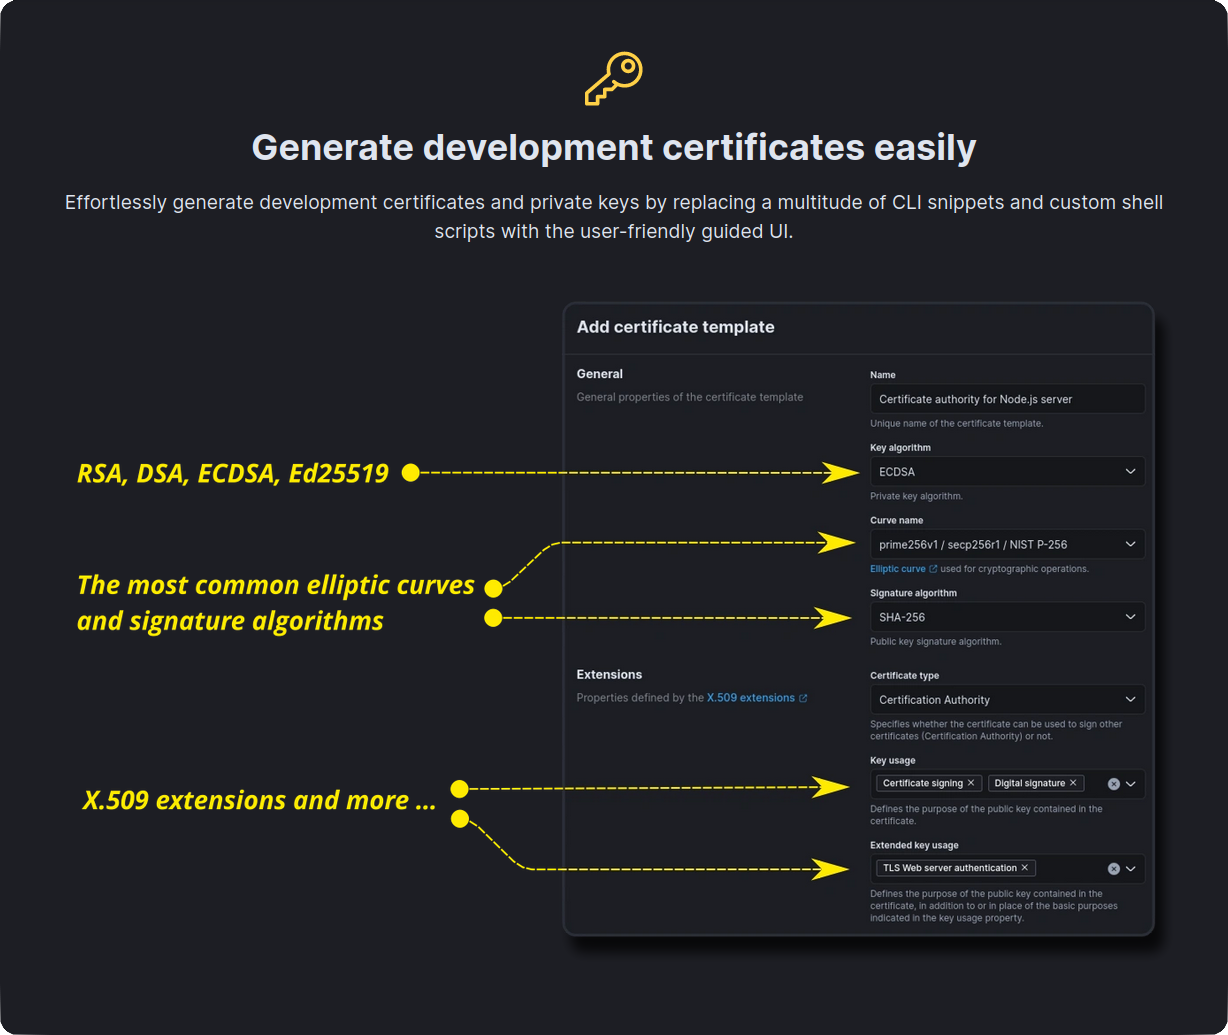 Generate development certificates easily
Effortlessly generate development certificates and private keys by replacing a multitude of CLI snippets and custom shell
scripts with the user-friendly guided UI.
Add certificate template
General
General properties of the certificate template
Name
Certificate authority for Node.js server
Unique name of the certificate template.
RSA, DSA, ECDSA, Ed25519
Key algorithm
ECDSA
Private key algorithm.
The most common elliptic curves
and signature algorithms
Curve name
prime256v1 / secp256r1 / NIST P-256
Elliptic curve used for cryptographic operations.
Signature algorithm
SHA-256
Public key signature algorithm.
Extensions
Properties defined by the X.509 extensions
Certificate type
Certification Authority
Specifies whether the certificate can be used to sign other
certificates (Certification Authority) or not.
X.509 extensions and more ...
Key usage
Certificate signing × Digital signature ×
Defines the purpose of the public key contained in the
certificate.
Extended key usage
TLS Web server authentication ×
Defines the purpose of the public key contained in the
certificate, in addition to or in place of the basic purposes
indicated in the key usage property.